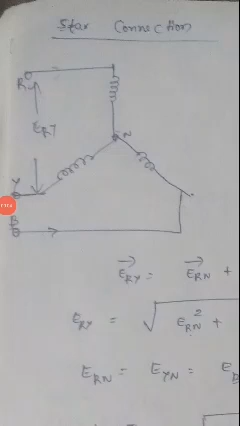 Star Connection
R
E_RY
N
Y
B
E_RY = E_RN +
E_RY = √ E_RN² +
E_RN = E_YN = E